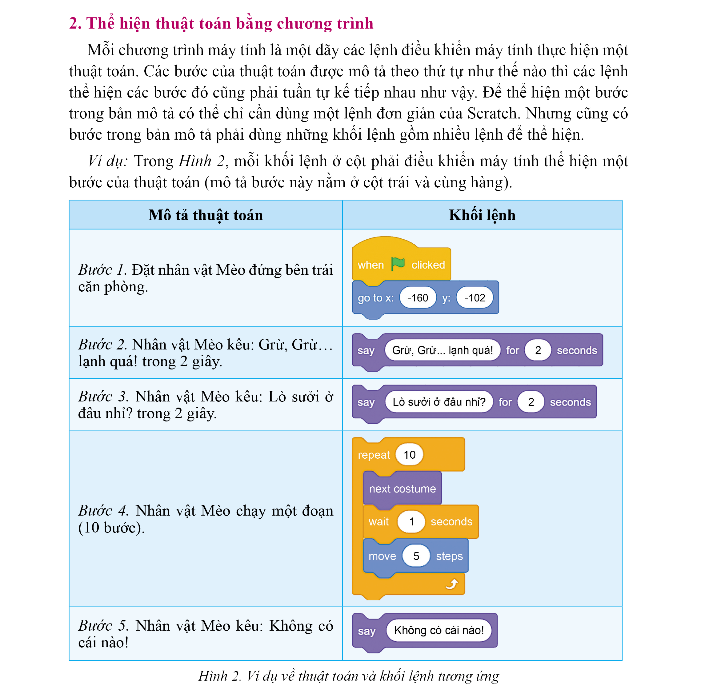 2. Thể hiện thuật toán bằng chương trình
Mỗi chương trình máy tính là một dãy các lệnh điều khiển máy tính thực hiện một
thuật toán. Các bước của thuật toán được mô tả theo thứ tự như thế nào thì các lệnh
thể hiện các bước đó cũng phải tuần tự kế tiếp nhau như vậy. Để thể hiện một bước
trong bản mô tả có thể chỉ cần dùng một lệnh đơn giản của Scratch. Nhưng cũng có
bước trong bản mô tả phải dùng những khối lệnh gồm nhiều lệnh để thể hiện.
Ví dụ: Trong Hình 2, mỗi khối lệnh ở cột phải điều khiển máy tính thể hiện một
bước của thuật toán (mô tả bước này nằm ở cột trái và cùng hàng).
Mô tả thuật toán
Khối lệnh
Bước 1. Đặt nhân vật Mèo đứng bên trái
căn phòng.
when clicked
go to x: -160 y: -102
Bước 2. Nhân vật Mèo kêu: Grừ, Grừ…
lạnh quá! trong 2 giây.
say Grừ, Grừ... lạnh quá! for 2 seconds
Bước 3. Nhân vật Mèo kêu: Lò sưởi ở
đâu nhỉ? trong 2 giây.
say Lò sưởi ở đâu nhỉ? for 2 seconds
Bước 4. Nhân vật Mèo chạy một đoạn
(10 bước).
repeat 10
next costume
wait 1 seconds
move 5 steps
Bước 5. Nhân vật Mèo kêu: Không có
cái nào!
say Không có cái nào!
Hình 2. Ví dụ về thuật toán và khối lệnh tương ứng